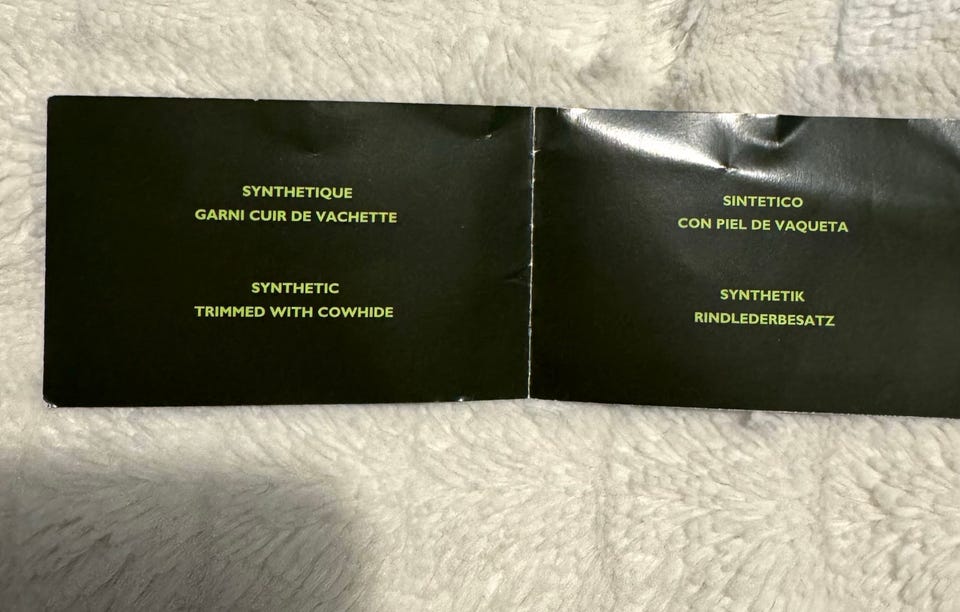 SYNTHETIQUE
GARNI CUIR DE VACHETTE
SYNTHETIC
TRIMMED WITH COWHIDE
SINTETICO
CON PIEL DE VAQUETA
SYNTHETIK
RINDLEDERBESATZ